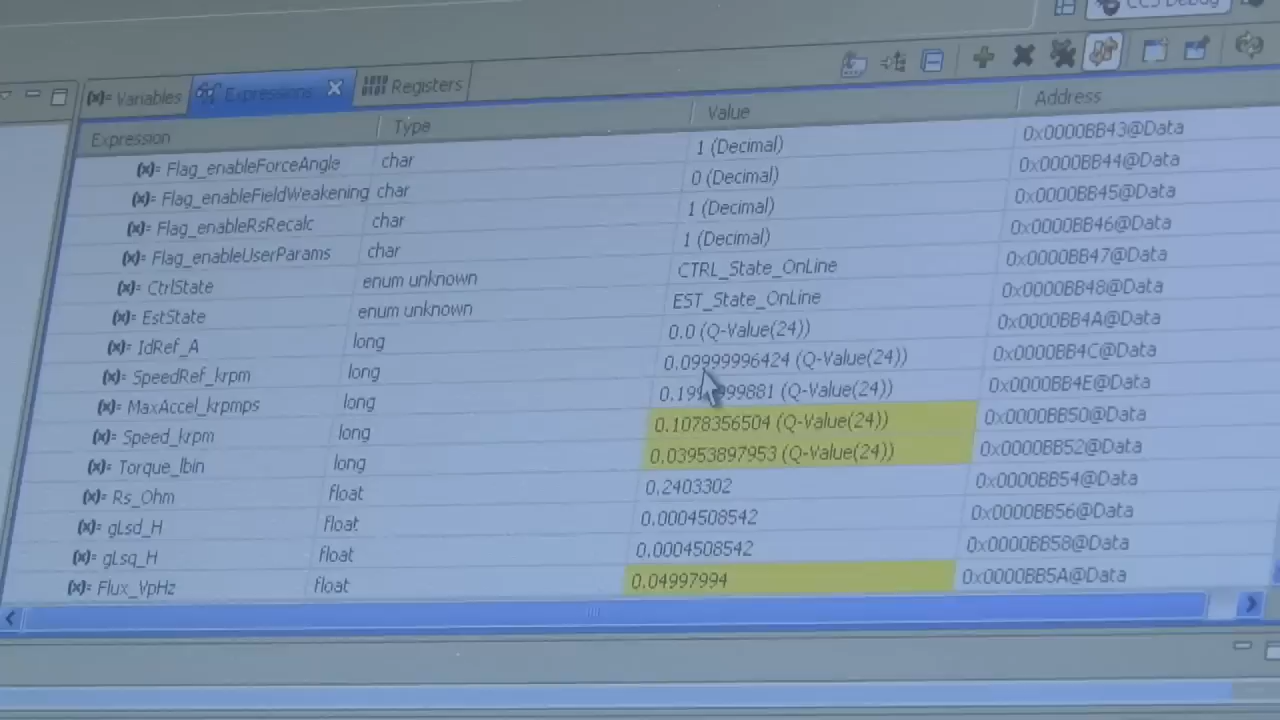 CCS Debug
(x)= Variables Expressions Registers
Expression Type Value Address
(x)= Flag_enableForceAngle char 1 (Decimal) 0x0000BB43@Data
(x)= Flag_enableFieldWeakening char 0 (Decimal) 0x0000BB44@Data
(x)= Flag_enableRsRecalc char 1 (Decimal) 0x0000BB45@Data
(x)= Flag_enableUserParams char 1 (Decimal) 0x0000BB46@Data
(x)= CtrlState enum unknown CTRL_State_OnLine 0x0000BB47@Data
(x)= EstState enum unknown EST_State_OnLine 0x0000BB48@Data
(x)= IdRef_A long 0.0 (Q-Value(24)) 0x0000BB4A@Data
(x)= SpeedRef_krpm long 0.09999996424 (Q-Value(24)) 0x0000BB4C@Data
(x)= MaxAccel_krpmps long (Q-Value(24)) 0x0000BB4E@Data
(x)= Speed_krpm long 0.1078356504 (Q-Value(24)) 0x0000BB50@Data
(x)= Torque_lbin long 0.03953897953 (Q-Value(24)) 0x0000BB52@Data
(x)= Rs_Ohm float 0.2403302 0x0000BB54@Data
(x)= gLsd_H float 0.0004508542 0x0000BB56@Data
(x)= gLsq_H float 0.0004508542 0x0000BB58@Data
(x)= Flux_VpHz float 0.04997994 0x0000BB5A@Data